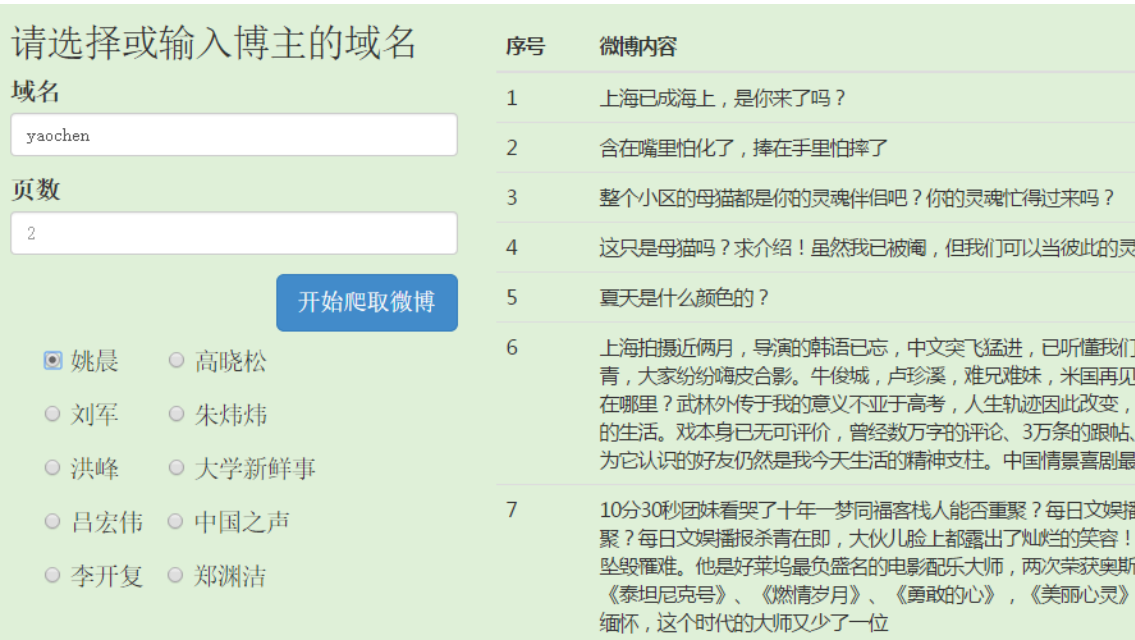 请选择或输入博主的域名
域名
yaochen
页数
2
开始爬取微博
姚晨 高晓松
刘军 朱炜炜
洪峰 大学新鲜事
吕宏伟 中国之声
李开复 郑渊洁
序号 微博内容
1 上海已成海上，是你来了吗？
2 含在嘴里怕化了，捧在手里怕摔了
3 整个小区的母猫都是你的灵魂伴侣吧？你的灵魂忙得过来吗？
4 这只是母猫吗？求介绍！虽然我已被阉，但我们可以当彼此的灵
5 夏天是什么颜色的？
6 上海拍摄近俩月，导演的韩语已忘，中文突飞猛进，已听懂我们
青，大家纷纷嗨皮合影。牛俊城，卢珍溪，难兄难妹，米国再见
在哪里？武林外传于我的意义不亚于高考，人生轨迹因此改变，
的生活。戏本身已无可评价，曾经数万字的评论、3万条的跟帖、
为它认识的好友仍然是我今天生活的精神支柱。中国情景喜剧最
7 10分30秒团妹看哭了十年一梦同福客栈人能否重聚？每日文娱播
聚？每日文娱播报杀青在即，大伙儿脸上都露出了灿烂的笑容！
坠毁罹难。他是好莱坞最负盛名的电影配乐大师，两次荣获奥斯
《泰坦尼克号》、《燃情岁月》、《勇敢的心》，《美丽心灵》
缅怀，这个时代的大师又少了一位